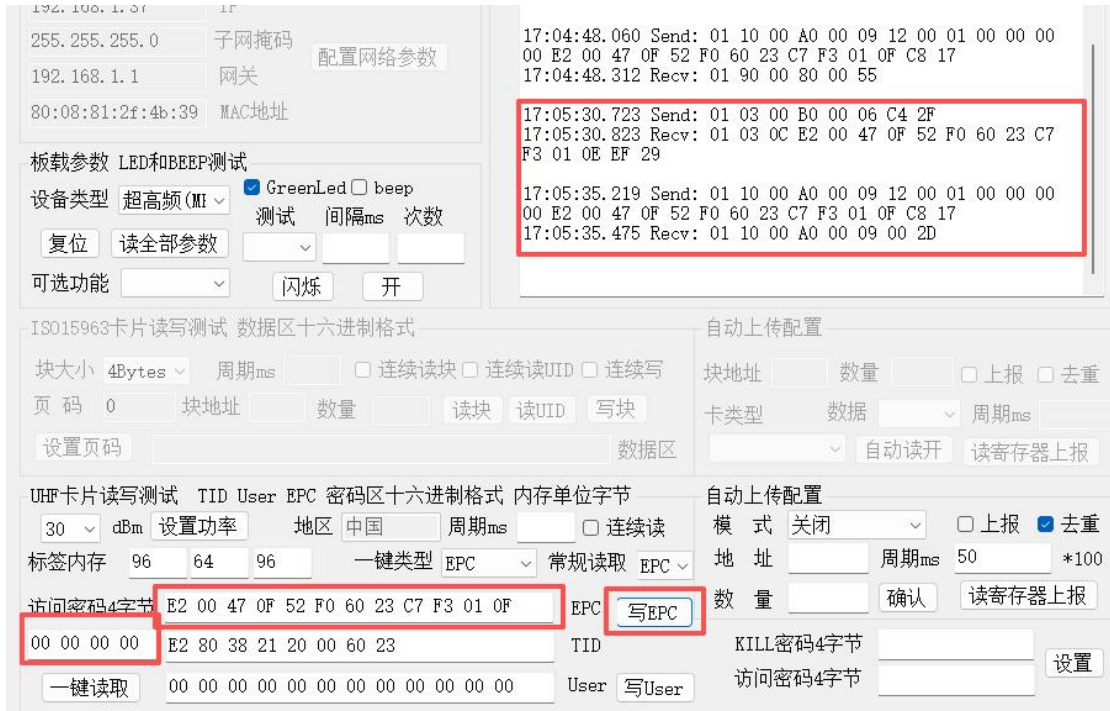 192.168.1.37 IP
255.255.255.0 子网掩码
配置网络参数
192.168.1.1 网关
80:08:81:2f:4b:39 MAC地址
17:04:48.060 Send: 01 10 00 A0 00 09 12 00 01 00 00 00
00 E2 00 47 0F 52 F0 60 23 C7 F3 01 0F C8 17
17:04:48.312 Recv: 01 90 00 80 00 55
17:05:30.723 Send: 01 03 00 B0 00 06 C4 2F
17:05:30.823 Recv: 01 03 0C E2 00 47 0F 52 F0 60 23 C7
F3 01 0E EF 29
17:05:35.219 Send: 01 10 00 A0 00 09 12 00 01 00 00 00
00 E2 00 47 0F 52 F0 60 23 C7 F3 01 0F C8 17
17:05:35.475 Recv: 01 10 00 A0 00 09 00 2D
板载参数 LED和BEEP测试
设备类型 超高频(MI GreenLed beep
测试 间隔ms 次数
复位 读全部参数
可选功能 闪烁 开
ISO15963卡片读写测试 数据区十六进制格式
块大小 4Bytes 周期ms 连续读块 连续读UID 连续写
页 码 0 块地址 数量 读块 读UID 写块
设置页码 数据区
自动上传配置
块地址 数量 上报 去重
卡类型 数据 周期ms
自动读开 读寄存器上报
UHF卡片读写测试 TID User EPC 密码区十六进制格式 内存单位字节
30 dBm 设置功率 地区 中国 周期ms 连续读
标签内存 96 64 96 一键类型 EPC 常规读取 EPC
访问密码4字节 E2 00 47 0F 52 F0 60 23 C7 F3 01 0F EPC 写EPC
00 00 00 00 E2 80 38 21 20 00 60 23 TID
一键读取 00 00 00 00 00 00 00 00 00 00 00 00 User 写User
自动上传配置
模 式 关闭 上报 去重
地 址 周期ms 50 *100
数 量 确认 读寄存器上报
KILL密码4字节
访问密码4字节
设置